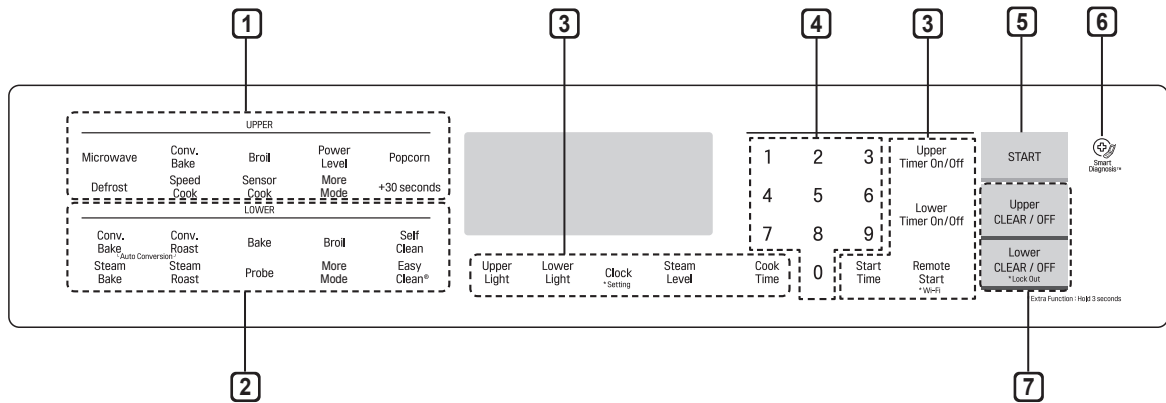 1
3
4
3
5
6
UPPER
Microwave
Conv.
Bake
Broil
Power
Level
Popcorn
Defrost
Speed
Cook
Sensor
Cook
More
Mode
+30 seconds
LOWER
Conv.
Bake
Conv.
Roast
Auto Conversion
Bake
Broil
Self
Clean
Steam
Bake
Steam
Roast
Probe
More
Mode
Easy
Clean®
Upper
Light
Lower
Light
Clock
*Setting
Steam
Level
Cook
Time
1 2 3
4 5 6
7 8 9
0
Upper
Timer On/Off
Lower
Timer On/Off
Start
Time
Remote
Start
*Wi-Fi
START
Upper
CLEAR / OFF
Lower
CLEAR / OFF
*Lock Out
*Extra Function : Hold 3 seconds
Smart
Diagnosis™
2
7